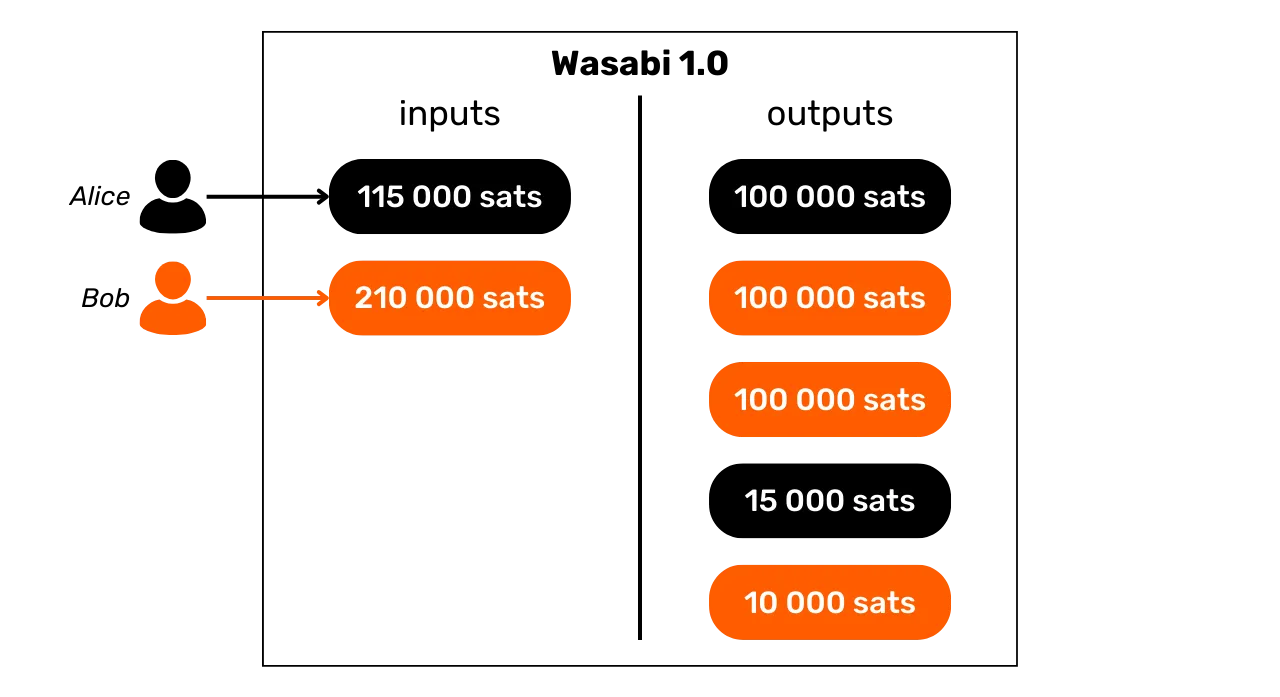 Wasabi 1.0
inputs
outputs
Alice
115 000 sats
100 000 sats
Bob
210 000 sats
100 000 sats
100 000 sats
15 000 sats
10 000 sats